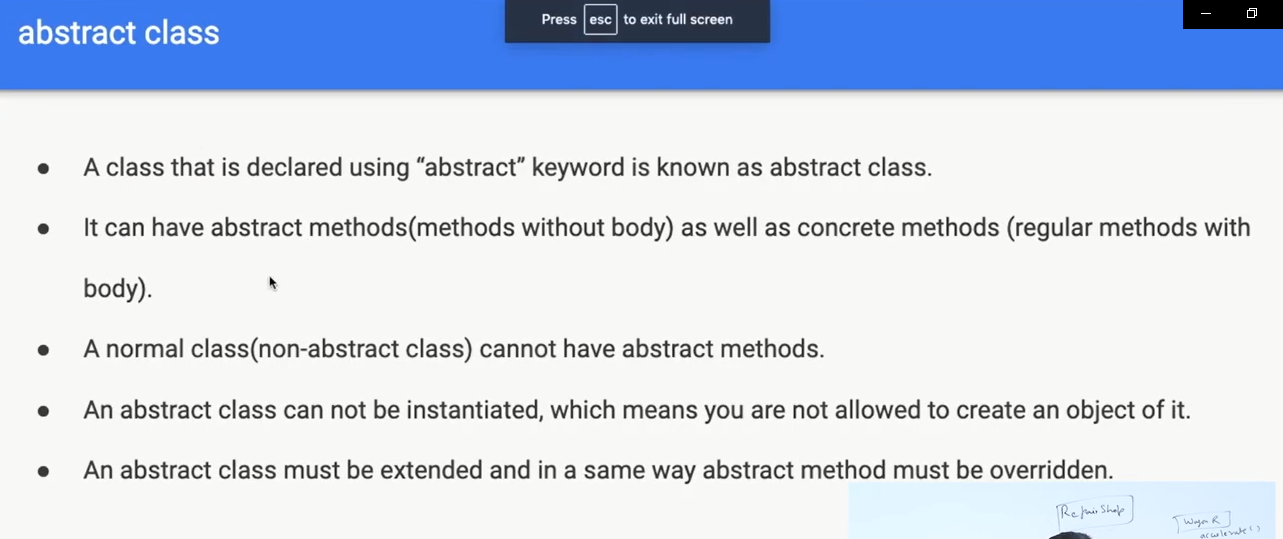 abstract class
Press esc to exit full screen
● A class that is declared using “abstract” keyword is known as abstract class.
● It can have abstract methods(methods without body) as well as concrete methods (regular methods with
body).
● A normal class(non-abstract class) cannot have abstract methods.
● An abstract class can not be instantiated, which means you are not allowed to create an object of it.
● An abstract class must be extended and in a same way abstract method must be overridden.
Wagon R
accelerate()